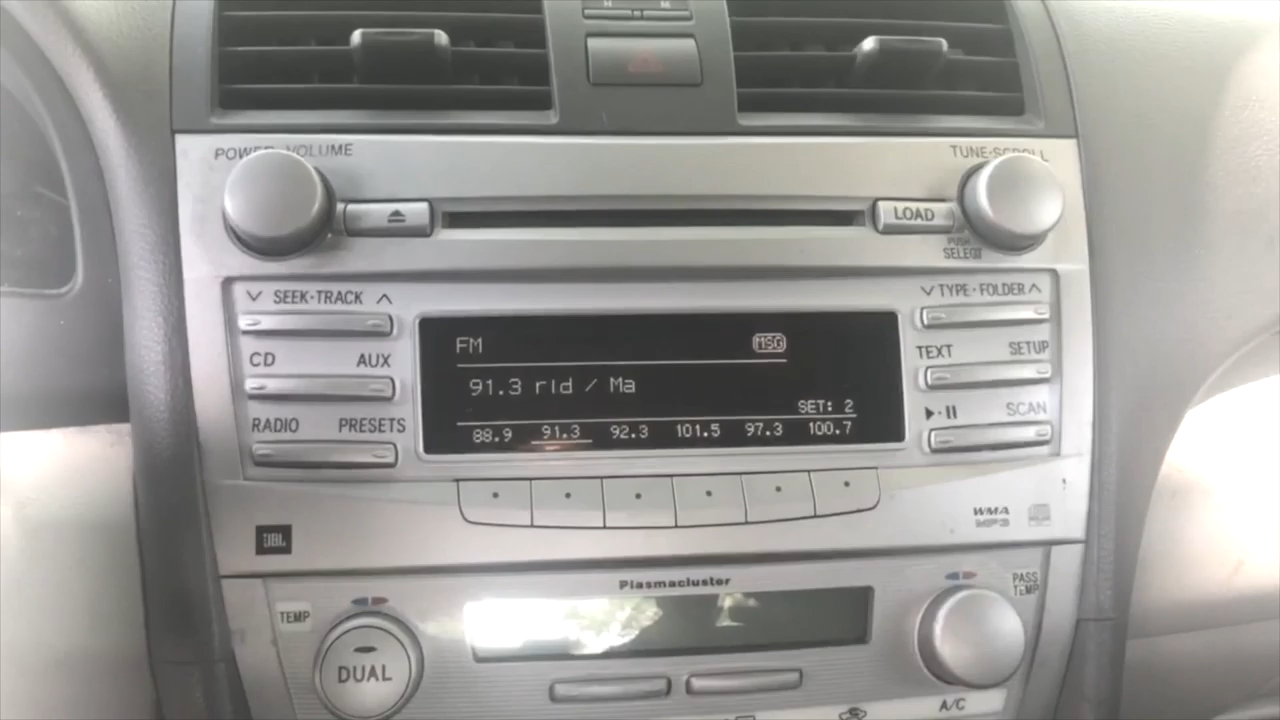 POWER·VOLUME
TUNE·SCROLL
LOAD
PUSH
SELECT
SEEK·TRACK
TYPE·FOLDER
CD AUX
TEXT SETUP
RADIO PRESETS
SCAN
FM MSG
91.3 rld / Ma
SET: 2
88.9 91.3 92.3 101.5 97.3 100.7
JBL
WMA
MP3
Plasmacluster
TEMP
PASS
TEMP
DUAL
A/C